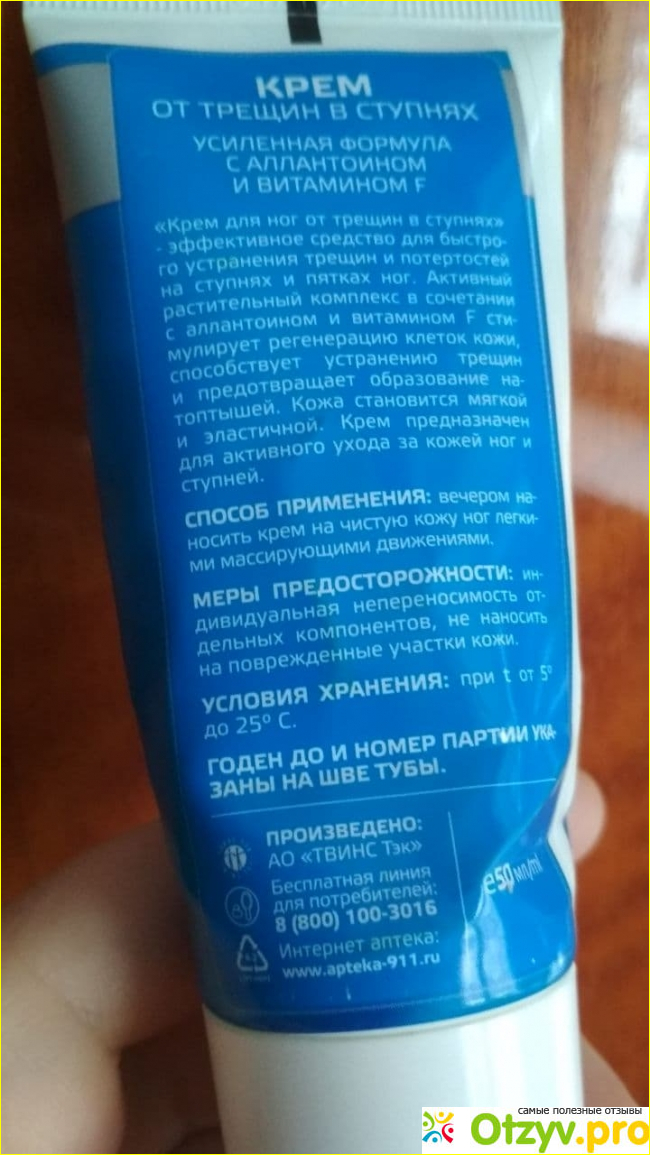 КРЕМ
ОТ ТРЕЩИН В СТУПНЯХ
УСИЛЕННАЯ ФОРМУЛА
С АЛЛАНТОИНОМ
И ВИТАМИНОМ F
«Крем для ног от трещин в ступнях»
- эффективное средство для быстро-
го устранения трещин и потертостей
на ступнях и пятках ног. Активный
растительный комплекс в сочетании
с аллантоином и витамином F сти-
мулирует регенерацию клеток кожи,
способствует устранению трещин
и предотвращает образование на-
топтышей. Кожа становится мягкой
и эластичной. Крем предназначен
для активного ухода за кожей ног и
ступней.
СПОСОБ ПРИМЕНЕНИЯ: вечером на-
носить крем на чистую кожу ног легки-
ми массирующими движениями.
МЕРЫ ПРЕДОСТОРОЖНОСТИ: ин-
дивидуальная непереносимость от-
дельных компонентов, не наносить
на поврежденные участки кожи.
УСЛОВИЯ ХРАНЕНИЯ: при t от 5°
до 25° С.
ГОДЕН ДО И НОМЕР ПАРТИИ УКА-
ЗАНЫ НА ШВЕ ТУБЫ.
ПРОИЗВЕДЕНО:
АО «ТВИНС Тэк»
Бесплатная линия
для потребителей:
8 (800) 100-3016
Интернет аптека:
www.apteka-911.ru
℮50 мл/ml
самые полезные отзывы
Otzyv.pro